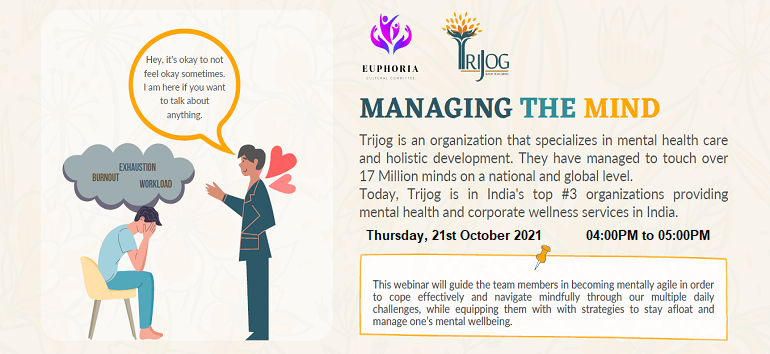 Hey, it's okay to not
feel okay sometimes.
I am here if you want
to talk about
anything.
EXHAUSTION
BURNOUT
WORKLOAD
EUPHORIA
CULTURAL COMMITTEE
TRIJOG
MANAGING THE MIND
Trijog is an organization that specializes in mental health care
and holistic development. They have managed to touch over
17 Million minds on a national and global level.
Today, Trijog is in India's top #3 organizations providing
mental health and corporate wellness services in India.
Thursday, 21st October 2021 04:00PM to 05:00PM
This webinar will guide the team members in becoming mentally agile in order
to cope effectively and navigate mindfully through our multiple daily
challenges, while equipping them with with strategies to stay afloat and
manage one's mental wellbeing.